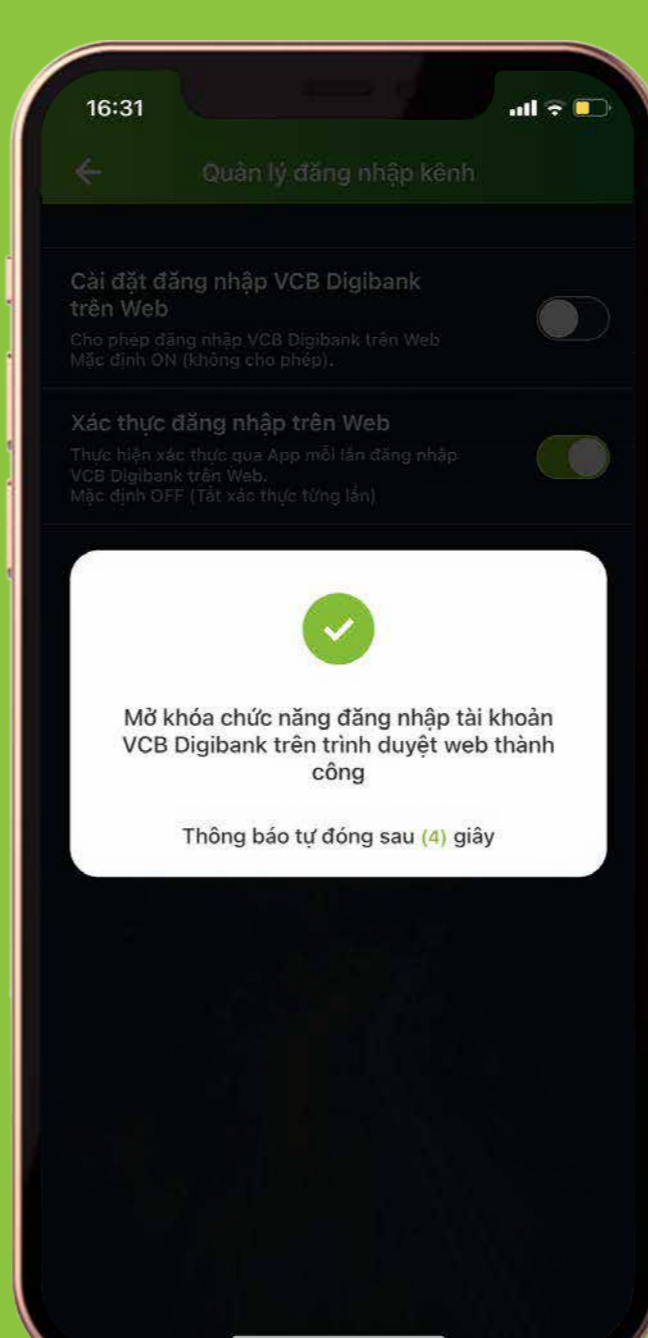 16:31
Quản lý đăng nhập kênh
Cài đặt đăng nhập VCB Digibank
trên Web
Cho phép đăng nhập VCB Digibank trên Web
Mặc định ON (không cho phép).
Xác thực đăng nhập trên Web
Thực hiện xác thực qua App mỗi lần đăng nhập
VCB Digibank trên Web.
Mặc định OFF (Tắt xác thực từng lần)
Mở khóa chức năng đăng nhập tài khoản
VCB Digibank trên trình duyệt web thành
công
Thông báo tự đóng sau (4) giây